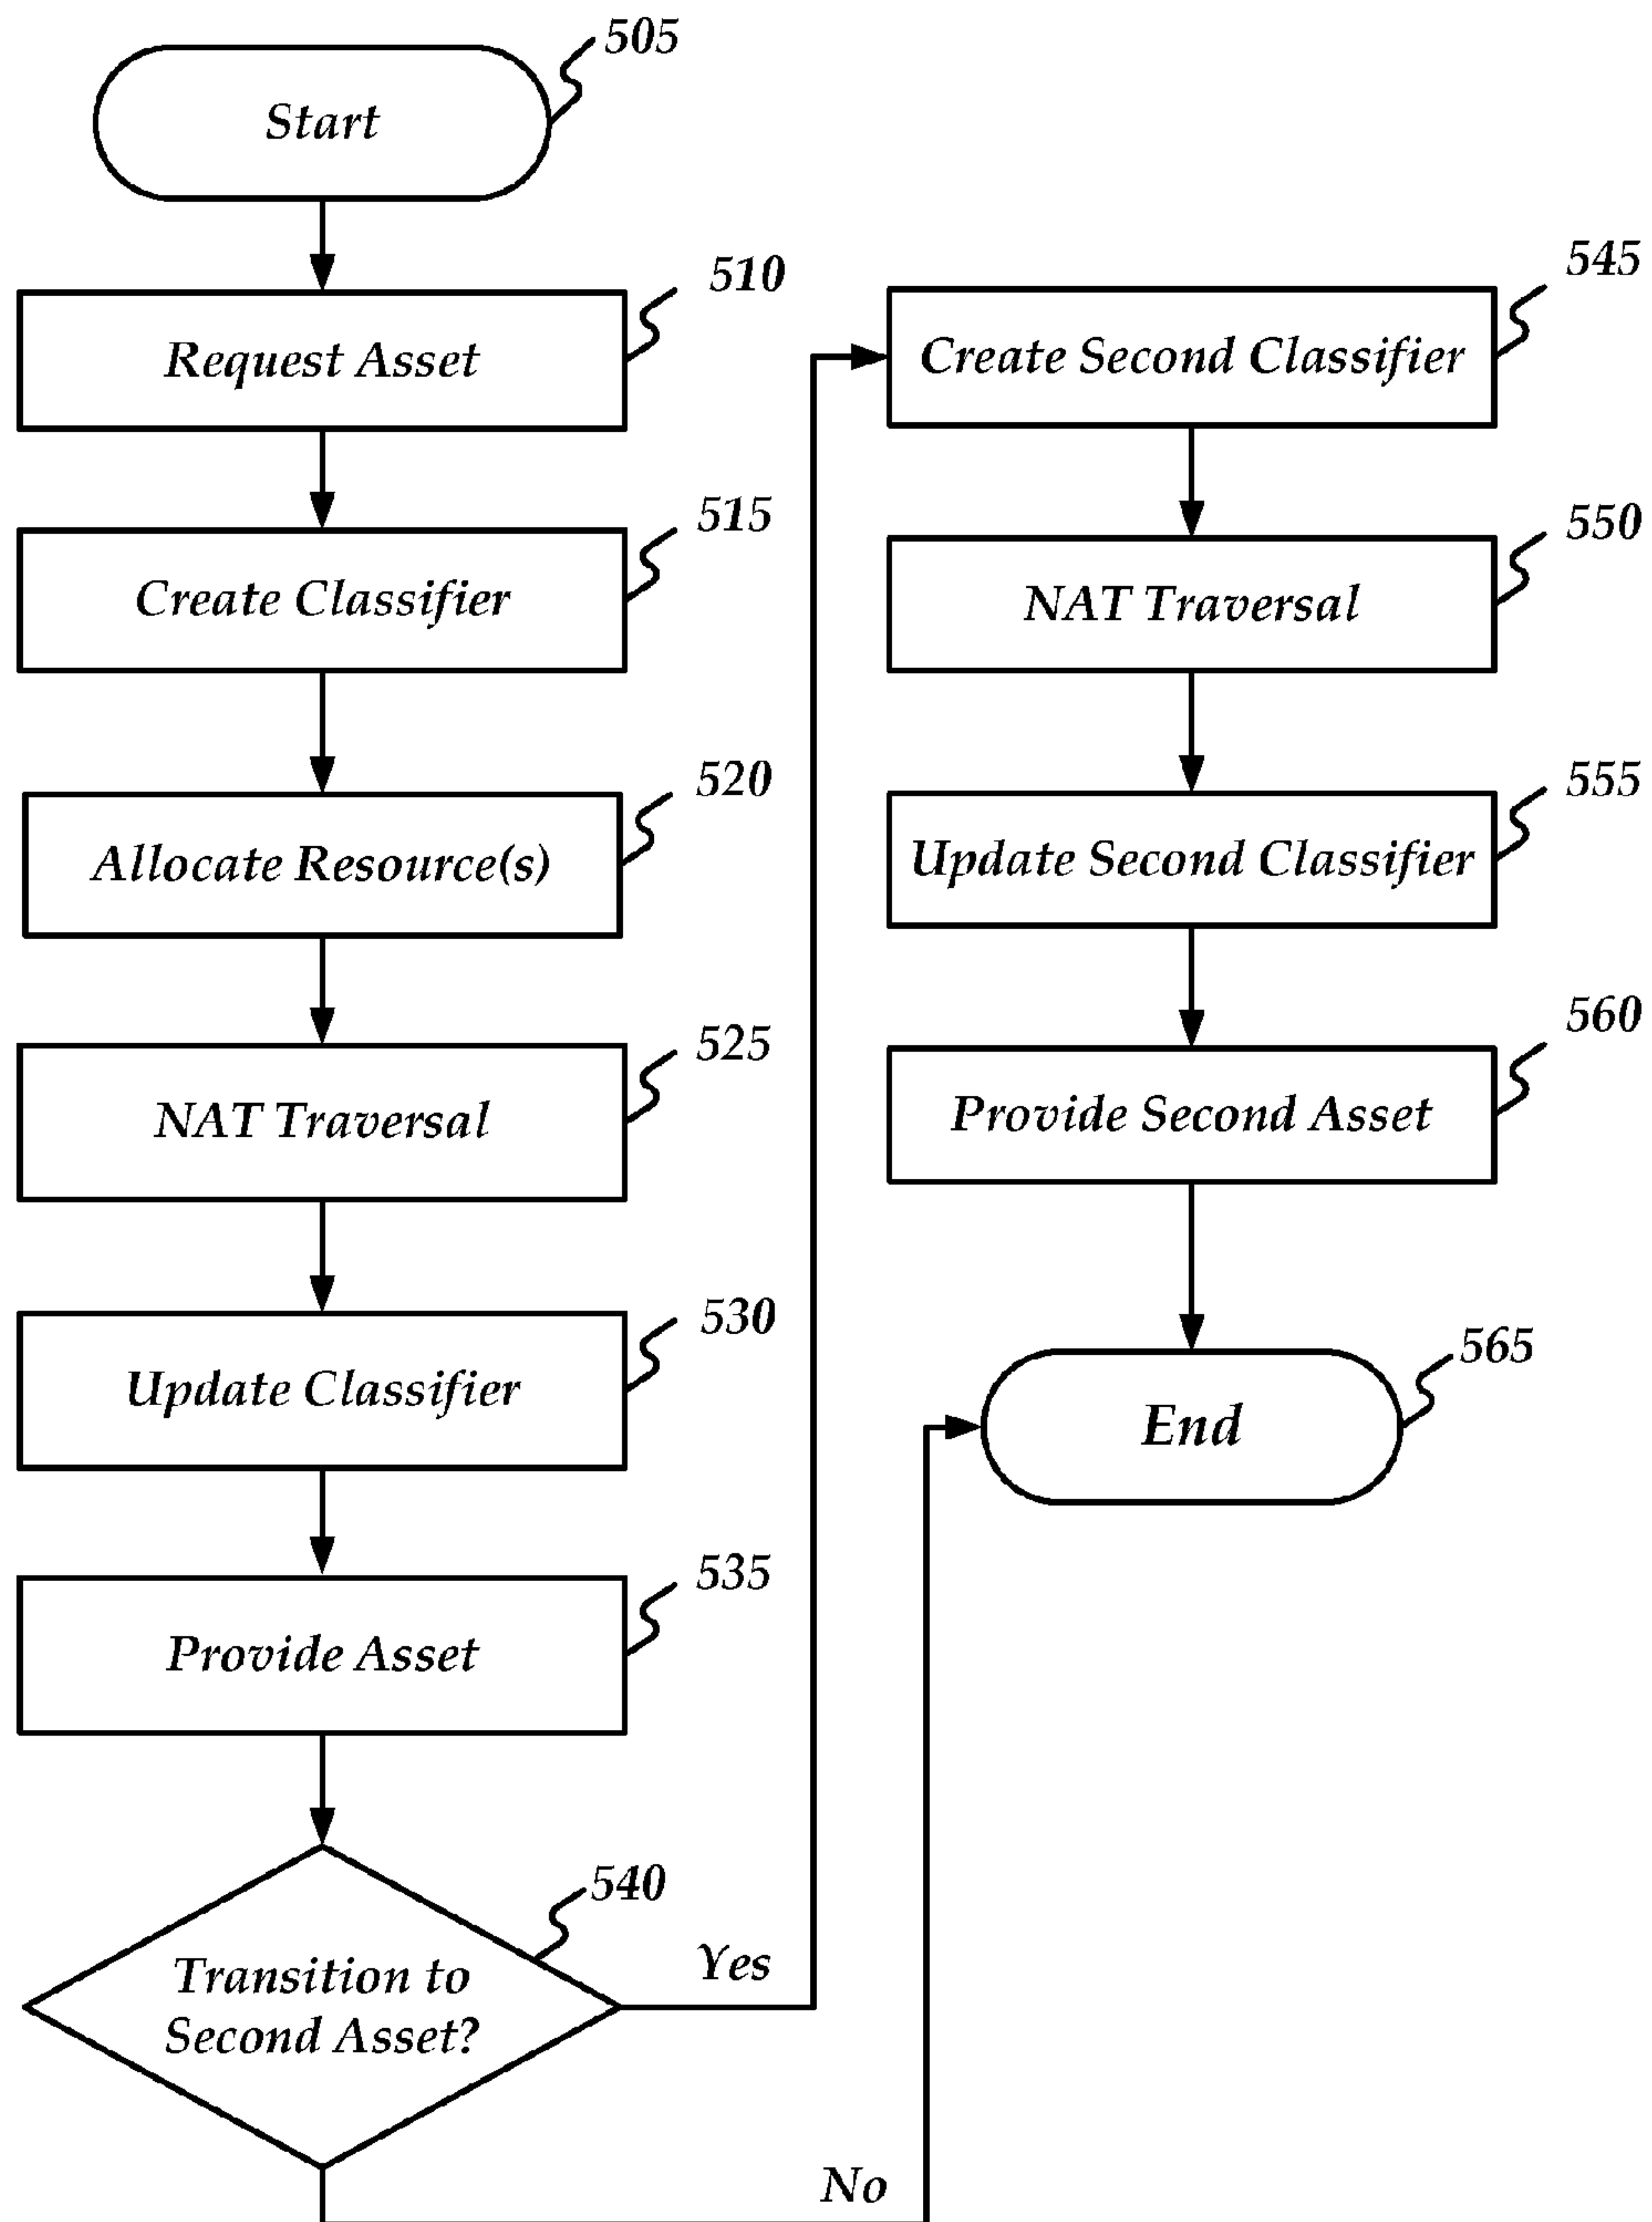 505
Start
510
Request Asset
515
Create Classifier
520
Allocate Resource(s)
525
NAT Traversal
530
Update Classifier
535
Provide Asset
540
Transition to
Second Asset?
Yes
No
545
Create Second Classifier
550
NAT Traversal
555
Update Second Classifier
560
Provide Second Asset
565
End